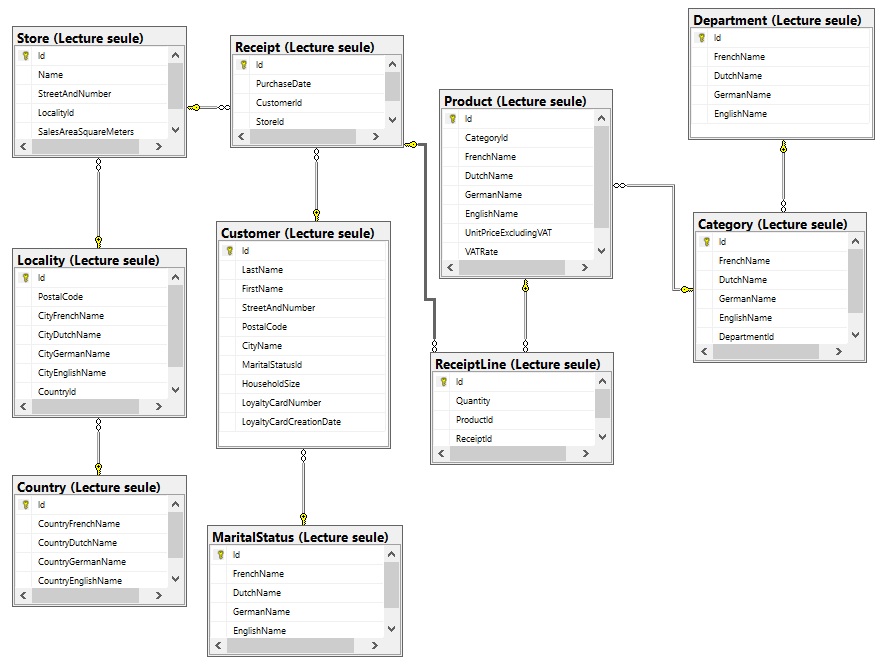 Store (Lecture seule)
Id
Name
StreetAndNumber
LocalityId
SalesAreaSquareMeters
Receipt (Lecture seule)
Id
PurchaseDate
CustomerId
StoreId
Product (Lecture seule)
Id
CategoryId
FrenchName
DutchName
GermanName
EnglishName
UnitPriceExcludingVAT
VATRate
Department (Lecture seule)
Id
FrenchName
DutchName
GermanName
EnglishName
Locality (Lecture seule)
Id
PostalCode
CityFrenchName
CityDutchName
CityGermanName
CityEnglishName
CountryId
Customer (Lecture seule)
Id
LastName
FirstName
StreetAndNumber
PostalCode
CityName
MaritalStatusId
HouseholdSize
LoyaltyCardNumber
LoyaltyCardCreationDate
Category (Lecture seule)
Id
FrenchName
DutchName
GermanName
EnglishName
DepartmentId
ReceiptLine (Lecture seule)
Id
Quantity
ProductId
ReceiptId
Country (Lecture seule)
Id
CountryFrenchName
CountryDutchName
CountryGermanName
CountryEnglishName
MaritalStatus (Lecture seule)
Id
FrenchName
DutchName
GermanName
EnglishName